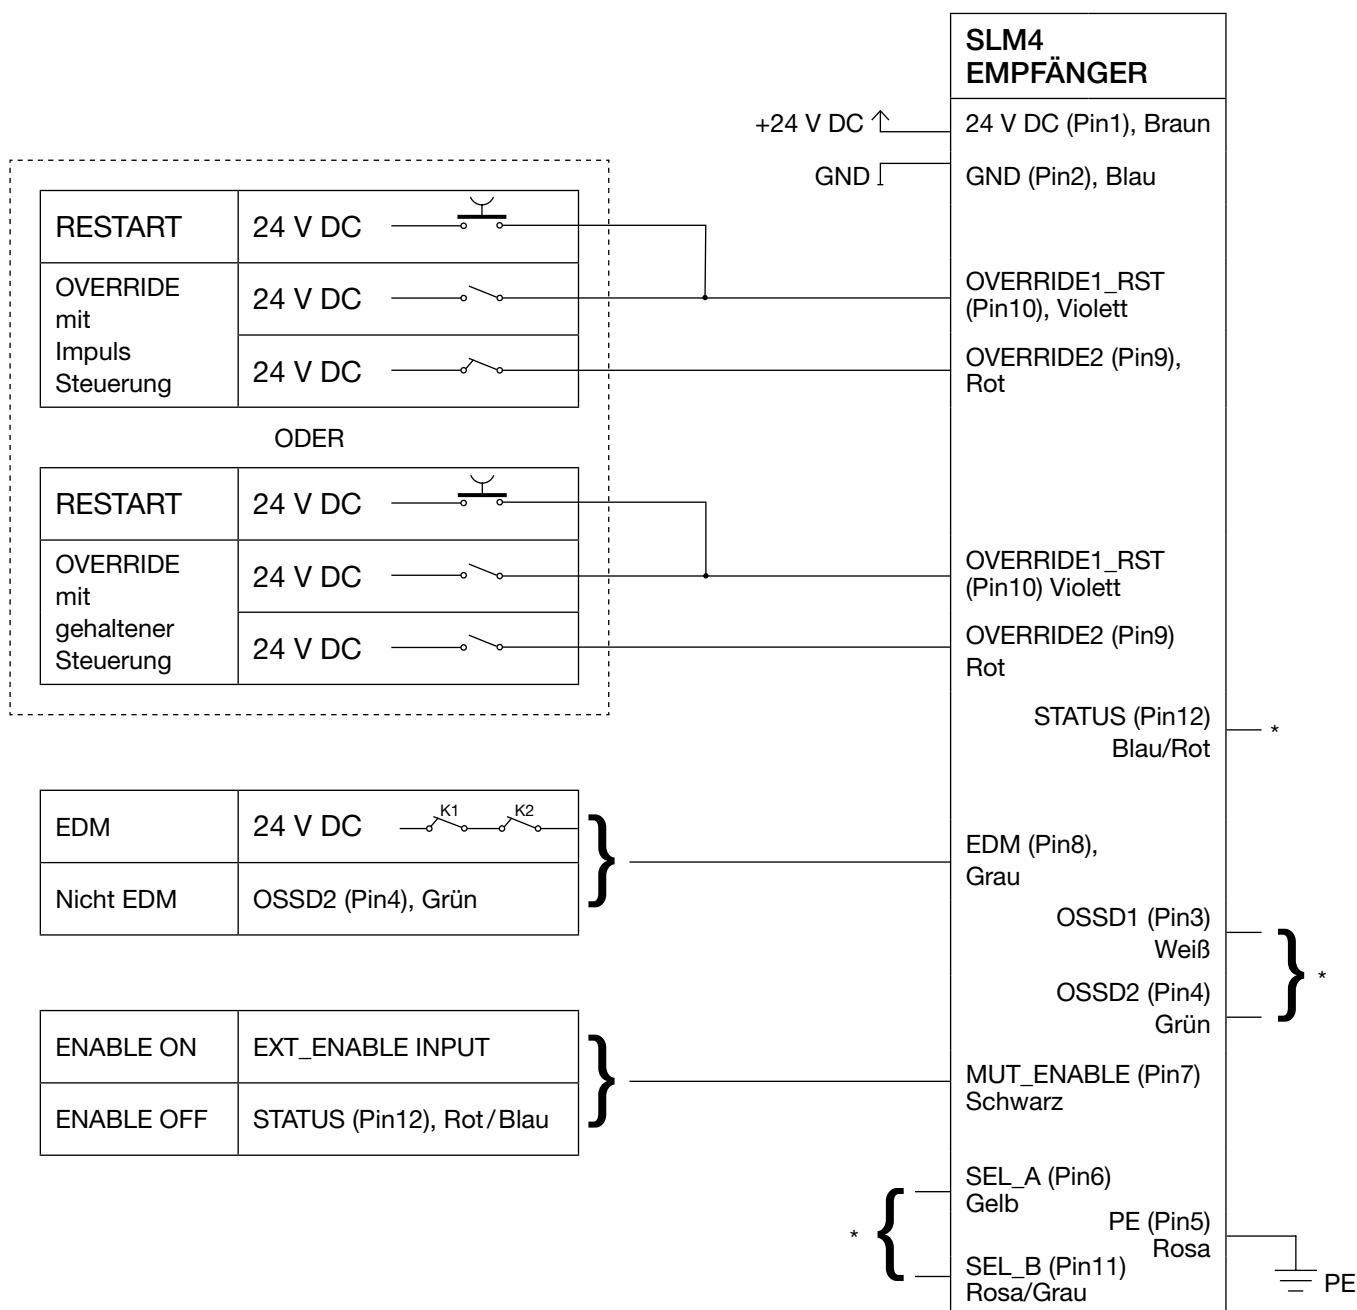 SLM4
EMPFÄNGER
+24 V DC
24 V DC (Pin1), Braun
GND
GND (Pin2), Blau
RESTART
24 V DC
OVERRIDE
mit
Impuls
Steuerung
24 V DC
24 V DC
OVERRIDE1_RST
(Pin10), Violett
OVERRIDE2 (Pin9),
Rot
ODER
RESTART
24 V DC
OVERRIDE
mit
gehaltener
Steuerung
24 V DC
24 V DC
OVERRIDE1_RST
(Pin10) Violett
OVERRIDE2 (Pin9)
Rot
STATUS (Pin12)
Blau/Rot
*
EDM
24 V DC
K1
K2
Nicht EDM
OSSD2 (Pin4), Grün
EDM (Pin8),
Grau
OSSD1 (Pin3)
Weiß
OSSD2 (Pin4)
Grün
*
ENABLE ON
EXT_ENABLE INPUT
ENABLE OFF
STATUS (Pin12), Rot/Blau
MUT_ENABLE (Pin7)
Schwarz
SEL_A (Pin6)
Gelb
*
PE (Pin5)
Rosa
SEL_B (Pin11)
Rosa/Grau
PE